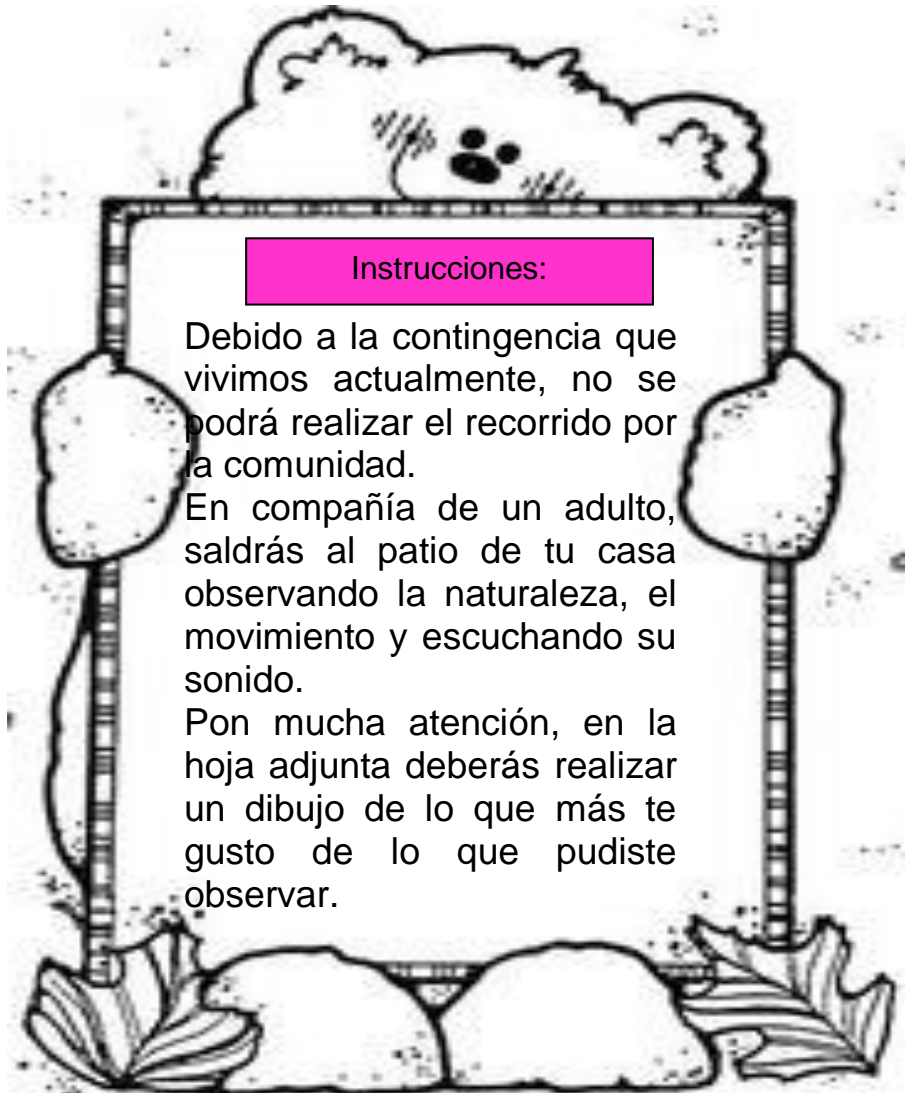 Instrucciones:
Debido a la contingencia que
vivimos actualmente, no se
podrá realizar el recorrido por
la comunidad.
En compañía de un adulto,
saldrás al patio de tu casa
observando la naturaleza, el
movimiento y escuchando su
sonido.
Pon mucha atención, en la
hoja adjunta deberás realizar
un dibujo de lo que más te
gusto de lo que pudiste
observar.